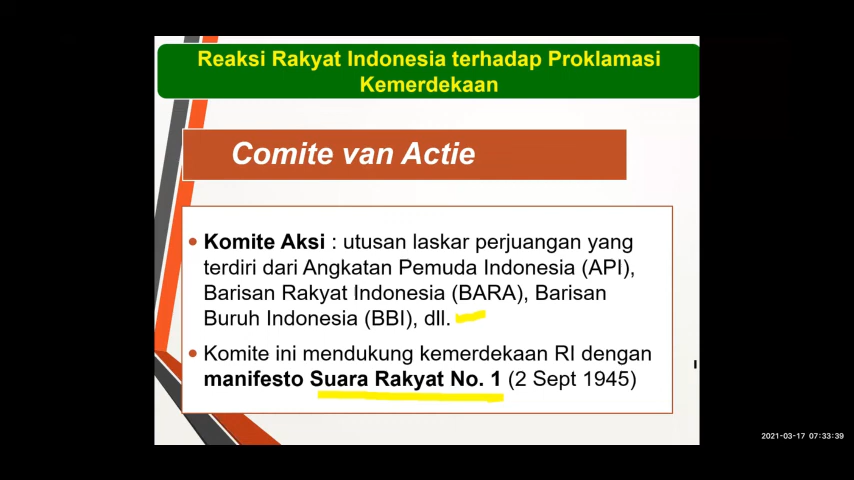 Reaksi Rakyat Indonesia terhadap Proklamasi
Kemerdekaan
Comite van Actie
• Komite Aksi : utusan laskar perjuangan yang
terdiri dari Angkatan Pemuda Indonesia (API),
Barisan Rakyat Indonesia (BARA), Barisan
Buruh Indonesia (BBI), dll.
• Komite ini mendukung kemerdekaan RI dengan
manifesto Suara Rakyat No. 1 (2 Sept 1945)
2021-03-17 07:33:39